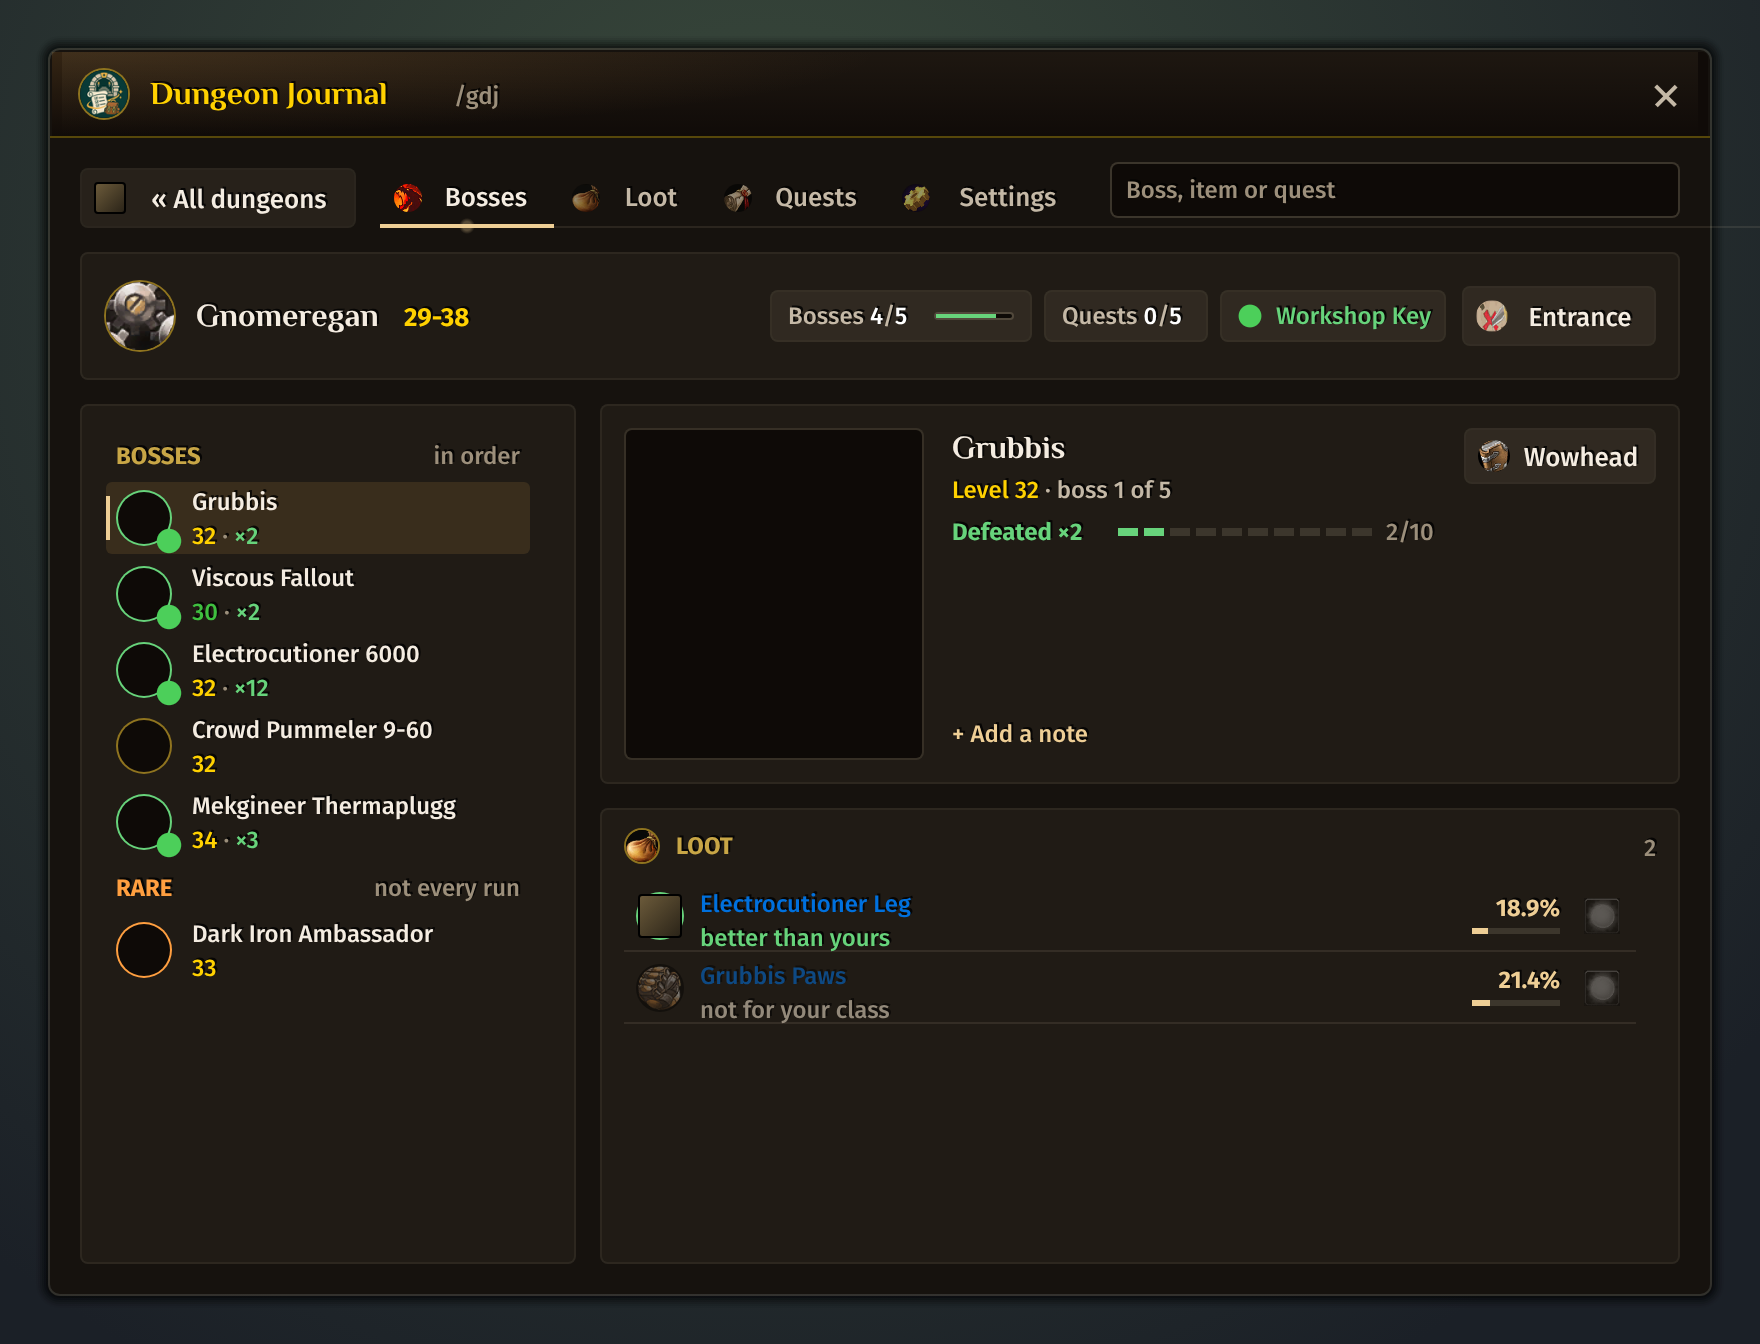 Dungeon Journal /gdj
« All dungeons Bosses Loot Quests Settings Boss, item or quest
Gnomeregan 29-38 Bosses 4/5 Quests 0/5 Workshop Key Entrance
BOSSES in order
Grubbis
32 · ×2
Viscous Fallout
30 · ×2
Electrocutioner 6000
32 · ×12
Crowd Pummeler 9-60
32
Mekgineer Thermaplugg
34 · ×3
RARE not every run
Dark Iron Ambassador
33
Grubbis
Wowhead
Level 32 · boss 1 of 5
Defeated ×2 2/10
+ Add a note
LOOT 2
Electrocutioner Leg 18.9%
better than yours
Grubbis Paws 21.4%
not for your class